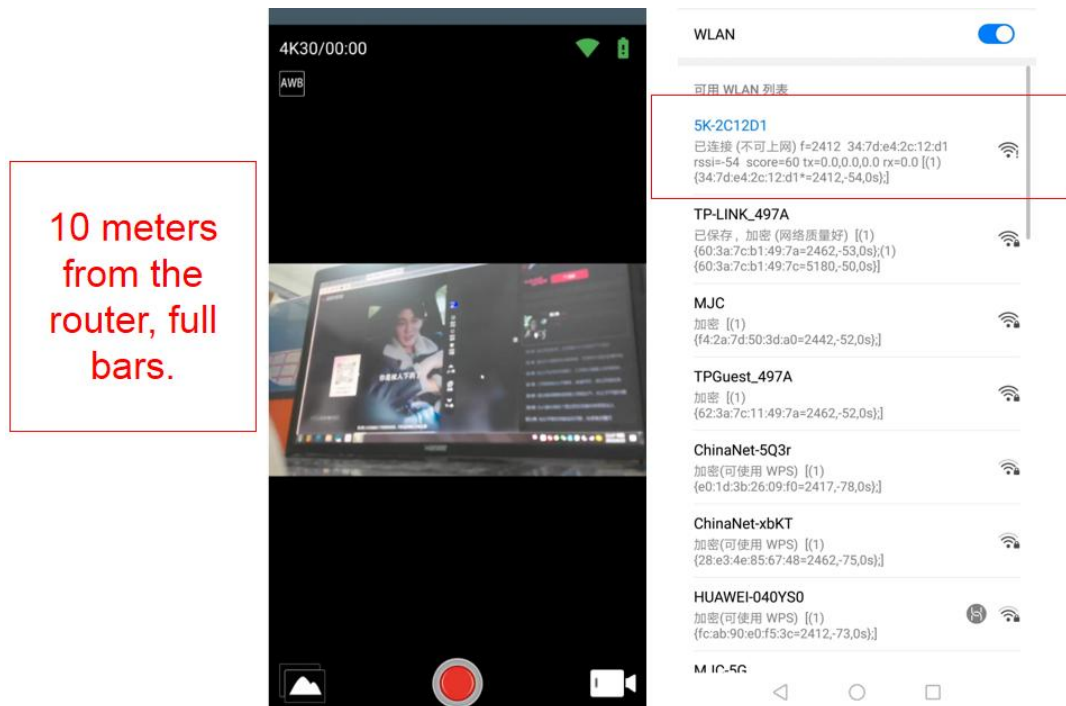 10 meters
from the
router, full
bars.
4K30/00:00
AWB
WLAN
可用 WLAN 列表
5K-2C12D1
已连接 (不可上网) f=2412 34:7d:e4:2c:12:d1
rssi=-54 score=60 tx=0.0,0.0,0.0 rx=0.0 [(1)
{34:7d:e4:2c:12:d1*=2412,-54,0s};]
TP-LINK_497A
已保存，加密 (网络质量好) [(1)
{60:3a:7c:b1:49:7a=2462,-53,0s};(1)
{60:3a:7c:b1:49:7c=5180,-50,0s}]
MJC
加密 [(1)
{f4:2a:7d:50:3d:a0=2442,-52,0s};]
TPGuest_497A
加密 [(1)
{62:3a:7c:11:49:7a=2462,-52,0s};]
ChinaNet-5Q3r
加密(可使用 WPS) [(1)
{e0:1d:3b:26:09:f0=2417,-78,0s};]
ChinaNet-xbKT
加密(可使用 WPS) [(1)
{28:e3:4e:85:67:48=2462,-75,0s};]
HUAWEI-040YS0
加密(可使用 WPS) [(1)
{fc:ab:90:e0:f5:3c=2412,-73,0s};]
MJC-5G